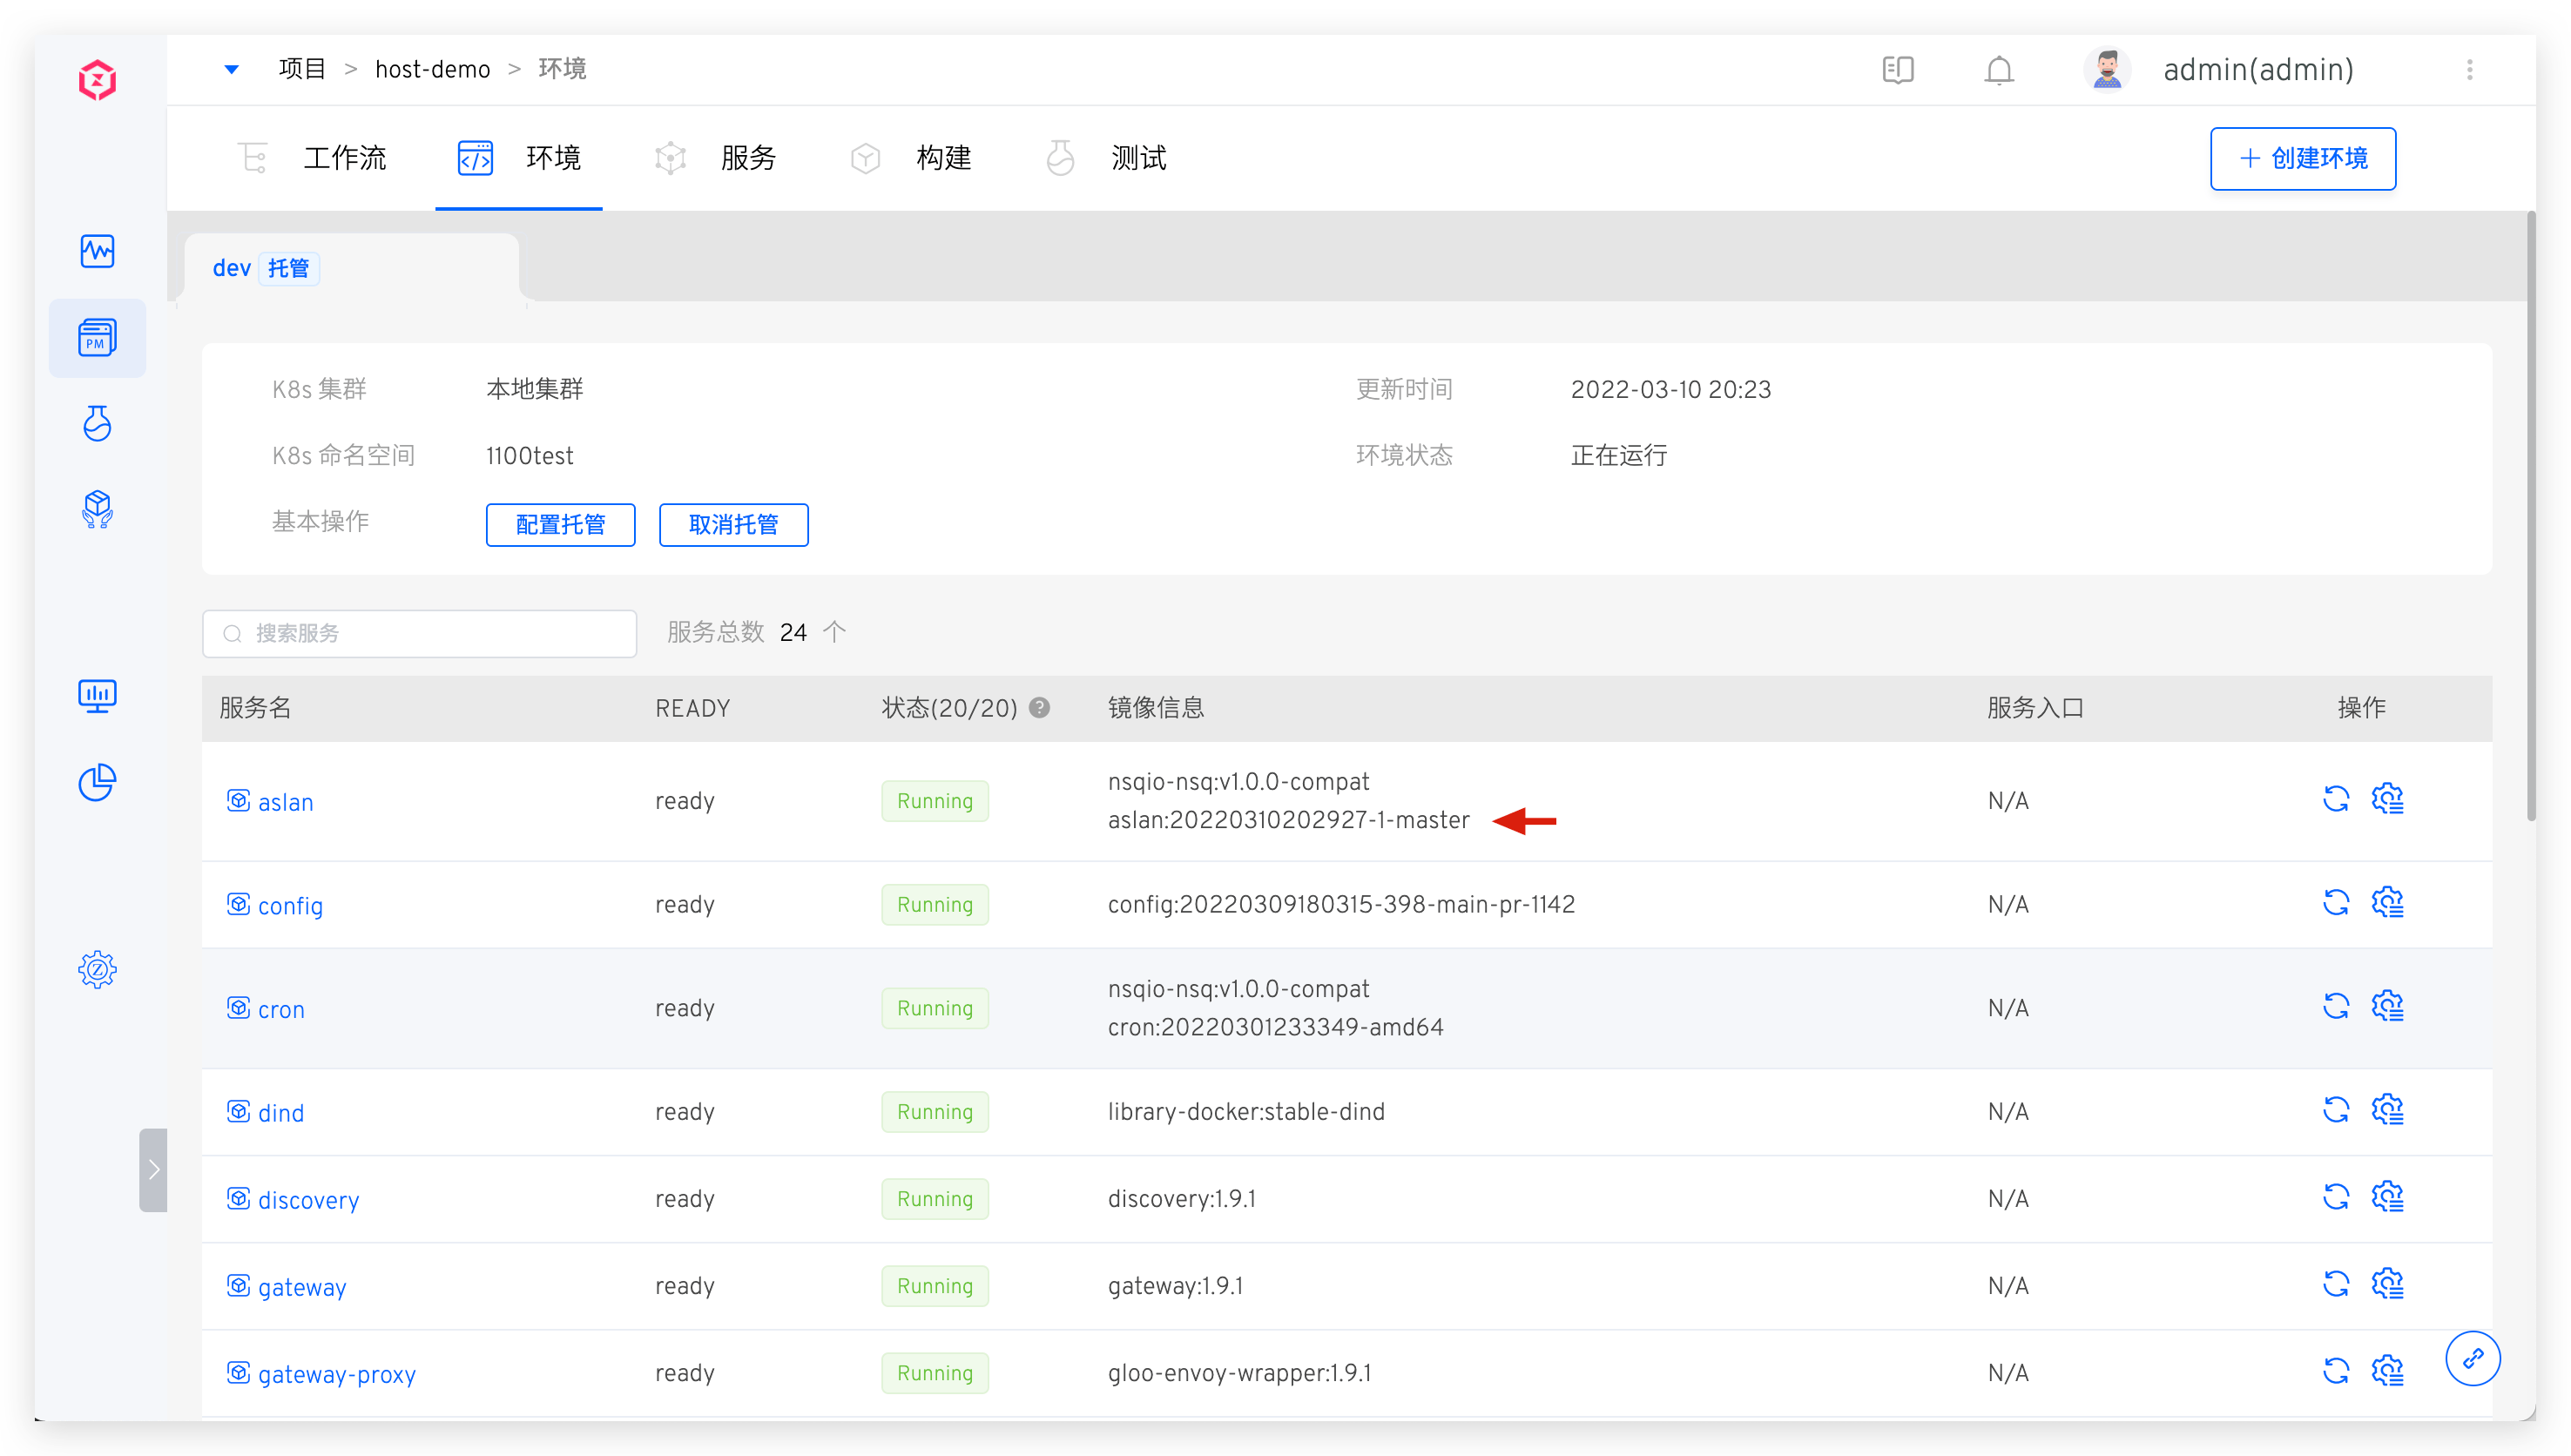 项目 > host-demo > 环境
admin(admin)
工作流
环境
服务
构建
测试
+ 创建环境
dev 托管
PM
K8s 集群 本地集群
更新时间 2022-03-10 20:23
K8s 命名空间 1100test
环境状态 正在运行
基本操作 配置托管 取消托管
搜索服务
服务总数 24 个
服务名 READY 状态(20/20) ? 镜像信息 服务入口 操作
aslan ready Running nsqio-nsq:v1.0.0-compat N/A
aslan:20220310202927-1-master
config ready Running config:20220309180315-398-main-pr-1142 N/A
cron ready Running nsqio-nsq:v1.0.0-compat N/A
cron:20220301233349-amd64
dind ready Running library-docker:stable-dind N/A
discovery ready Running discovery:1.9.1 N/A
gateway ready Running gateway:1.9.1 N/A
gateway-proxy ready Running gloo-envoy-wrapper:1.9.1 N/A